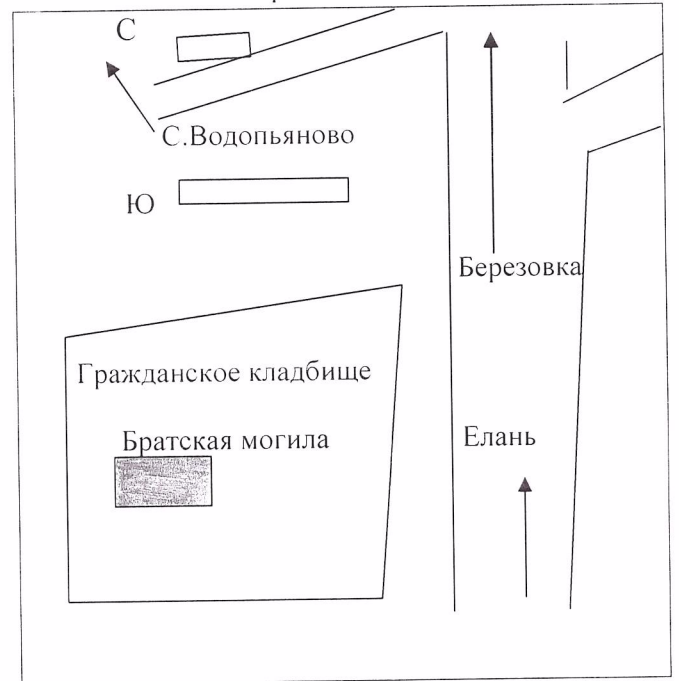 С
С.Водопьяново
Ю
Березовка
Гражданское кладбище
Братская могила
Елань